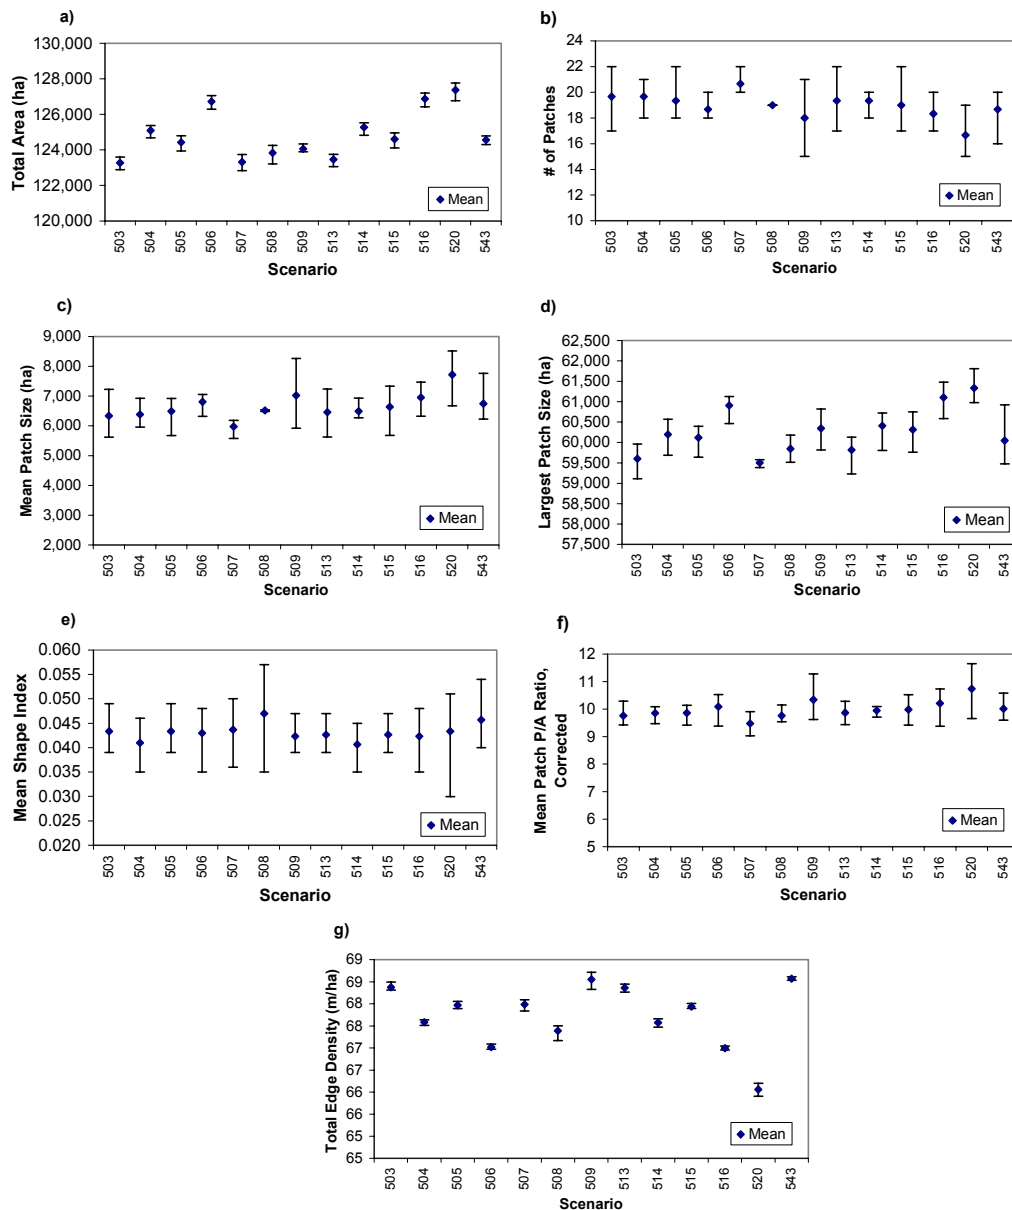 a)
Total Area (ha)
130,000
128,000
126,000
124,000
122,000
120,000
Mean
503 504 505 506 507 508 509 513 514 515 516 520 543
Scenario
b)
# of Patches
24
22
20
18
16
14
12
10
Mean
503 504 505 506 507 508 509 513 514 515 516 520 543
Scenario
c)
Mean Patch Size (ha)
9,000
8,000
7,000
6,000
5,000
4,000
3,000
2,000
Mean
503 504 505 506 507 508 509 513 514 515 516 520 543
Scenario
d)
Largest Patch Size (ha)
62,500
62,000
61,500
61,000
60,500
60,000
59,500
59,000
58,500
58,000
57,500
Mean
503 504 505 506 507 508 509 513 514 515 516 520 543
Scenario
e)
Mean Shape Index
0.060
0.055
0.050
0.045
0.040
0.035
0.030
0.025
0.020
Mean
503 504 505 506 507 508 509 513 514 515 516 520 543
Scenario
f)
Mean Patch P/A Ratio,
Corrected
12
11
10
9
8
7
6
5
Mean
503 504 505 506 507 508 509 513 514 515 516 520 543
Scenario
g)
Total Edge Density (m/ha)
69
69
68
68
67
67
66
66
65
65
Mean
503 504 505 506 507 508 509 513 514 515 516 520 543
Scenario